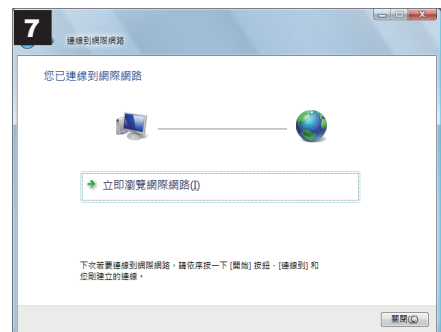 7
連線到網際網路
您已連線到網際網路
立即瀏覽網際網路(I)
下次若要連線到網際網路，請依序按一下 [開始] 按鈕、[連線到] 和
您剛建立的連線。
關閉(C)